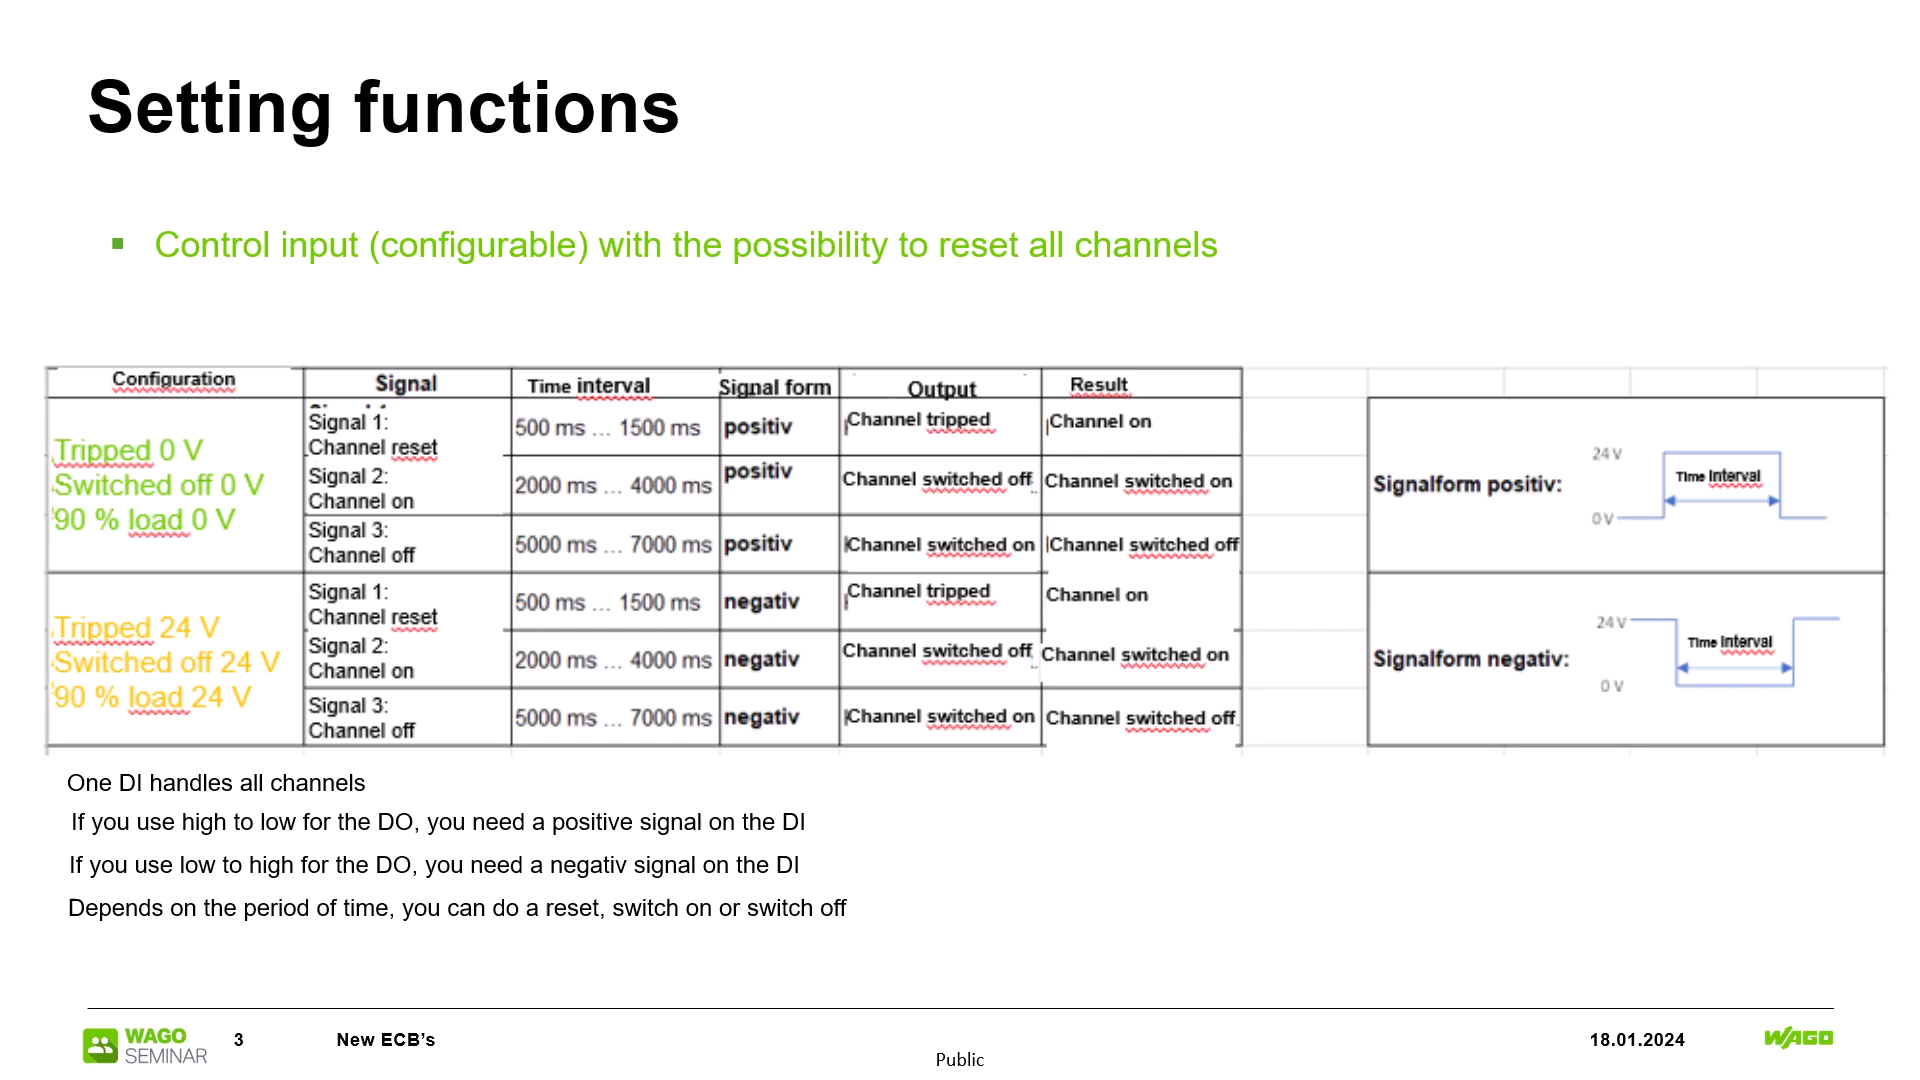 Setting functions
▪ Control input (configurable) with the possibility to reset all channels
Configuration Signal Time interval Signal form Output Result
Tripped 0 V
Switched off 0 V
90 % load 0 V
Signal 1:
Channel reset
500 ms ... 1500 ms positiv Channel tripped Channel on
Signal 2:
Channel on
2000 ms ... 4000 ms positiv Channel switched off Channel switched on
Signal 3:
Channel off
5000 ms ... 7000 ms positiv Channel switched on Channel switched off
Tripped 24 V
Switched off 24 V
90 % load 24 V
Signal 1:
Channel reset
500 ms ... 1500 ms negativ Channel tripped Channel on
Signal 2:
Channel on
2000 ms ... 4000 ms negativ Channel switched off Channel switched on
Signal 3:
Channel off
5000 ms ... 7000 ms negativ Channel switched on Channel switched off
Signalform positiv:
24 V
Time Interval
0 V
Signalform negativ:
24 V
Time Interval
0 V
One DI handles all channels
If you use high to low for the DO, you need a positive signal on the DI
If you use low to high for the DO, you need a negativ signal on the DI
Depends on the period of time, you can do a reset, switch on or switch off
WAGO
SEMINAR
3 New ECB’s
Public
18.01.2024
WAGO